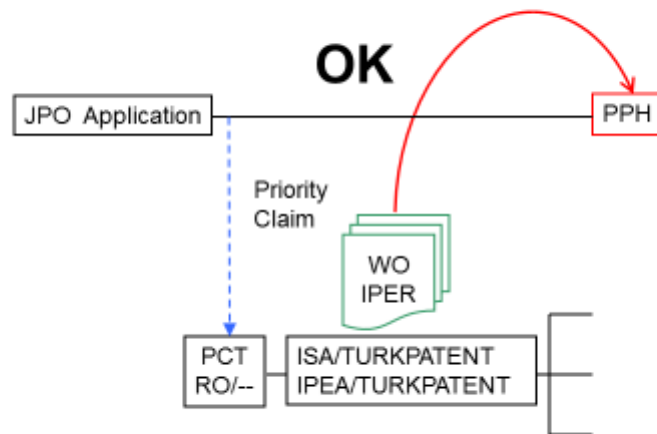 OK
JPO Application
PPH
Priority
Claim
WO
IPER
PCT
RO/--
ISA/TURKPATENT
IPEA/TURKPATENT